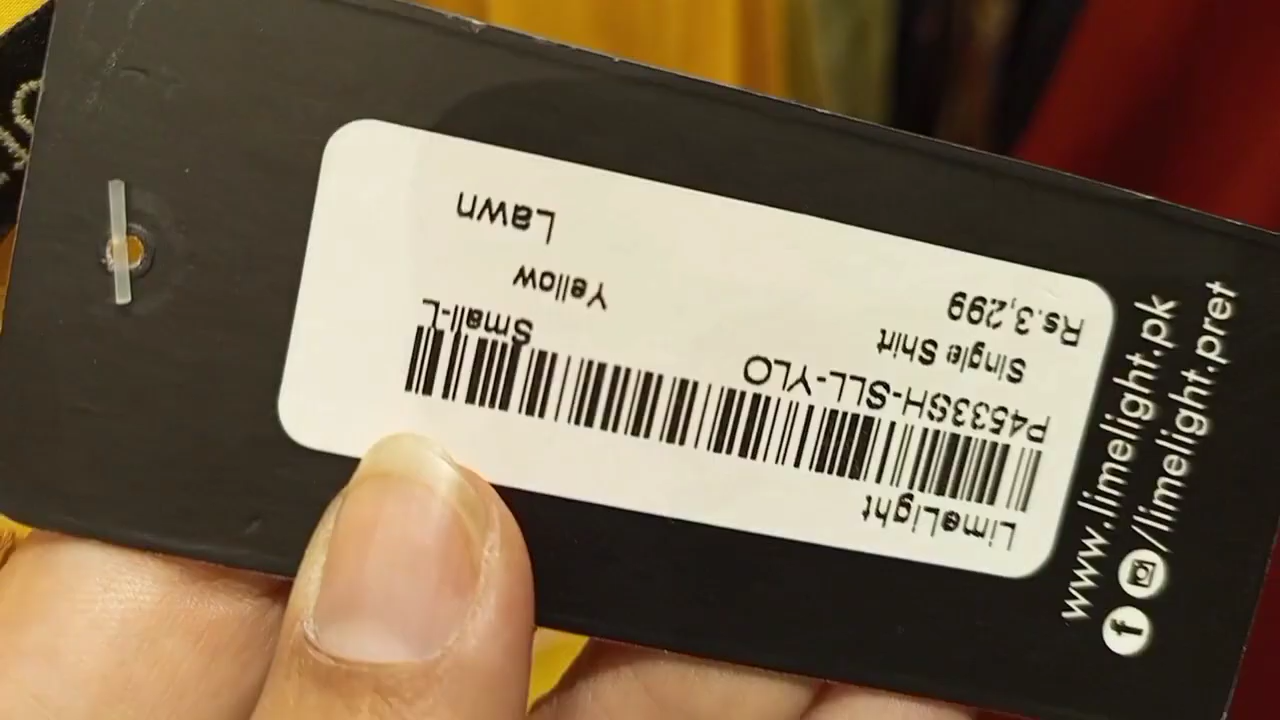 LimeLight
P4533SH-SLL-YLO
Single Shirt Small-L
Rs.3,299 Yellow
Lawn
www.limelight.pk
/limelight.pret